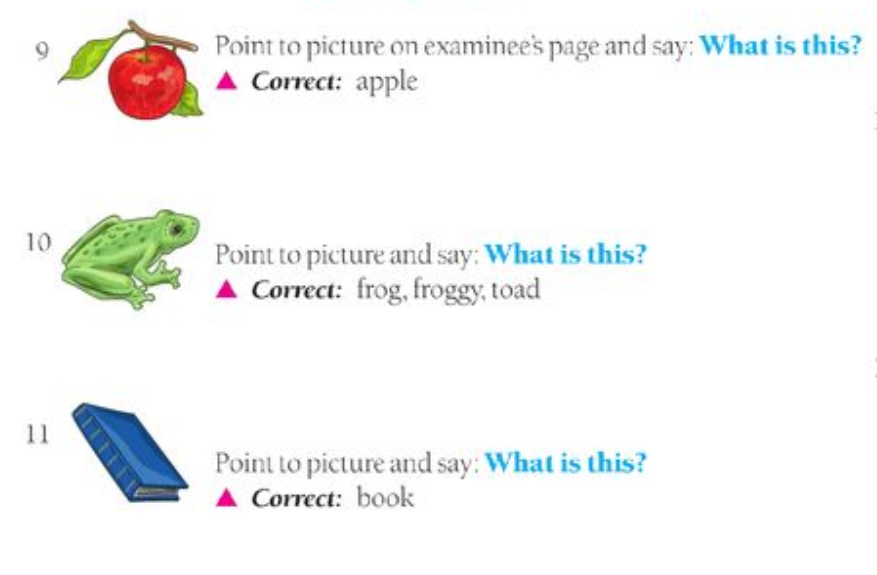 9
Point to picture on examinee's page and say: What is this?
▲ Correct: apple
10
Point to picture and say: What is this?
▲ Correct: frog, froggy, toad
11
Point to picture and say: What is this?
▲ Correct: book